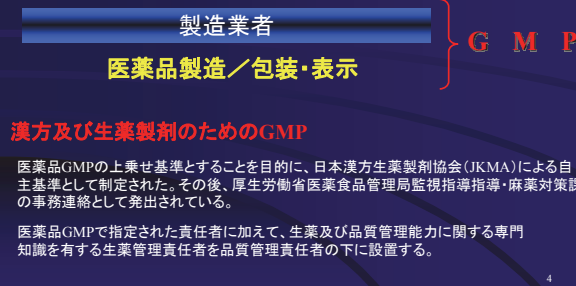 製造業者
G M P
医薬品製造／包装・表示
漢方及び生薬製剤のためのGMP
医薬品GMPの上乗せ基準とすることを目的に、日本漢方生薬製剤協会（JKMA）による自
主基準として制定された。その後、厚生労働省医薬食品管理局監視指導指導・麻薬対策課
の事務連絡として発出されている。
医薬品GMPで指定された責任者に加えて、生薬及び品質管理能力に関する専門
知識を有する生薬管理責任者を品質管理責任者の下に設置する。
4